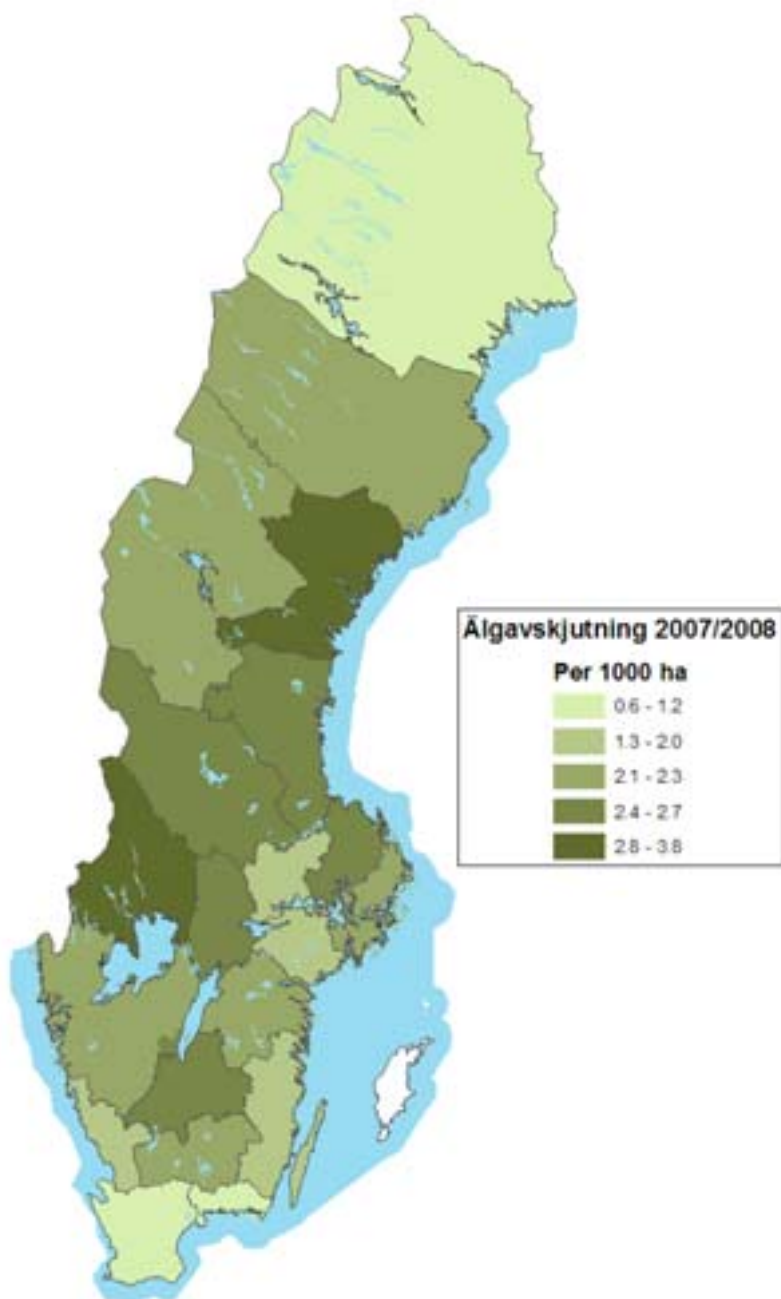 Älgavskjutning 2007/2008
Per 1000 ha
0.6 - 1.2
1.3 - 2.0
2.1 - 2.3
2.4 - 2.7
2.8 - 3.8